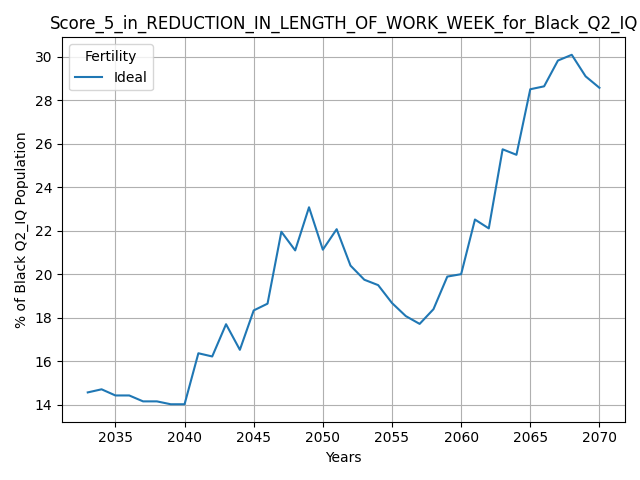 Score_5_in_REDUCTION_IN_LENGTH_OF_WORK_WEEK_for_Black_Q2_IQ
Fertility
Ideal
% of Black Q2_IQ Population
30
28
26
24
22
20
18
16
14
2035 2040 2045 2050 2055 2060 2065 2070
Years